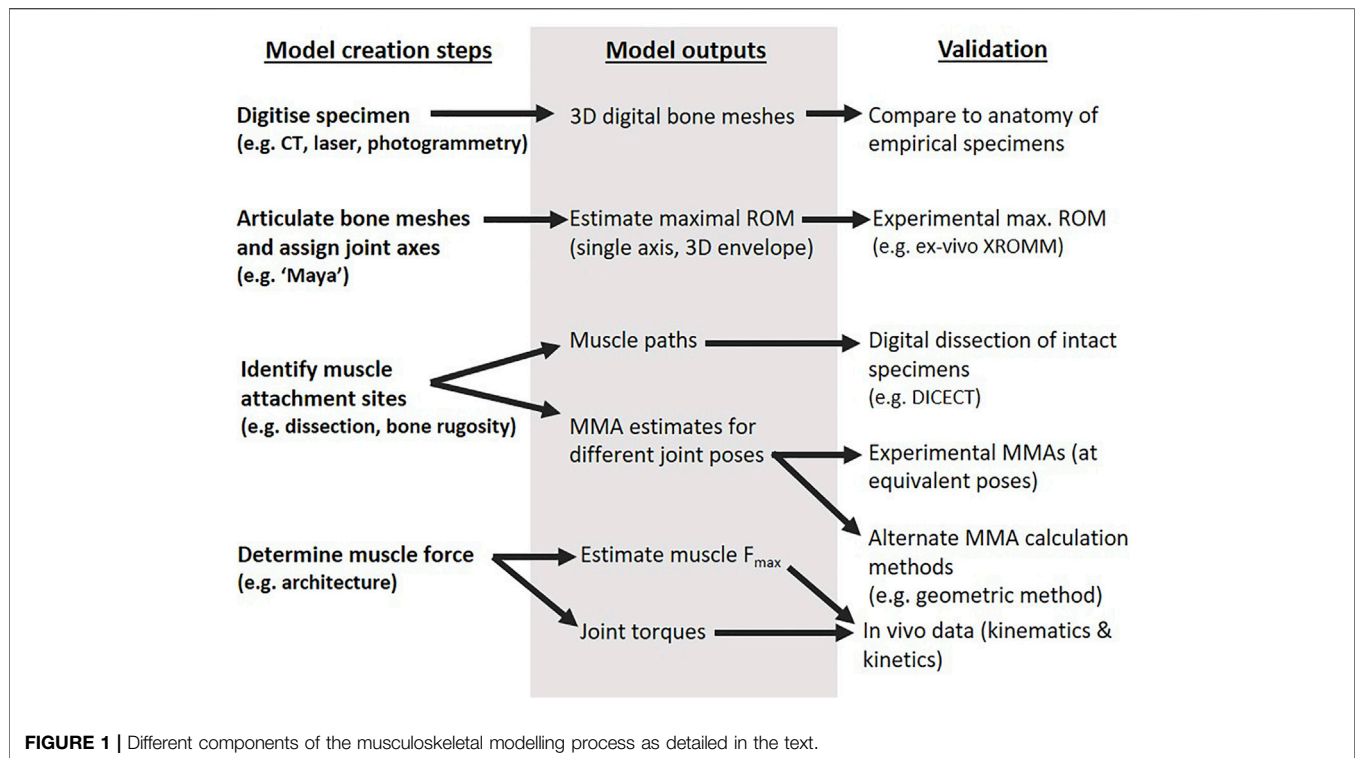 Model creation steps
Model outputs
Validation
Digitise specimen
(e.g. CT, laser, photogrammetry)
3D digital bone meshes
Compare to anatomy of
empirical specimens
Articulate bone meshes
and assign joint axes
(e.g. ‘Maya’)
Estimate maximal ROM
(single axis, 3D envelope)
Experimental max. ROM
(e.g. ex-vivo XROMM)
Identify muscle
attachment sites
(e.g. dissection, bone rugosity)
Muscle paths
Digital dissection of intact
specimens
(e.g. DICECT)
MMA estimates for
different joint poses
Experimental MMAs (at
equivalent poses)
Alternate MMA calculation
methods
(e.g. geometric method)
Determine muscle force
(e.g. architecture)
Estimate muscle Fmax
Joint torques
In vivo data (kinematics &
kinetics)
FIGURE 1 | Different components of the musculoskeletal modelling process as detailed in the text.